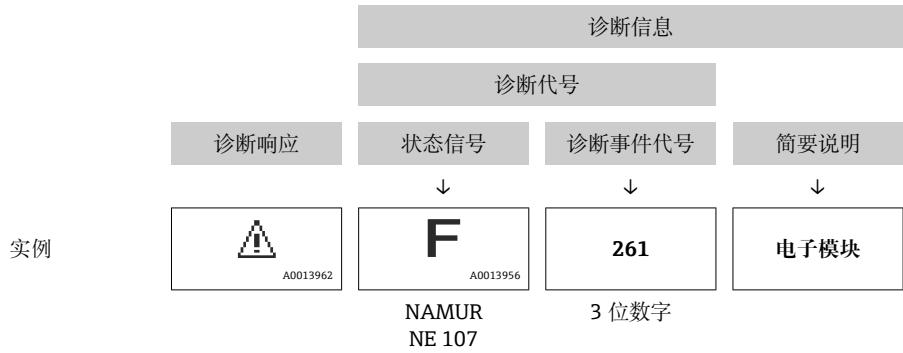 诊断信息
诊断代号
诊断响应 状态信号 诊断事件代号 简要说明
↓ ↓ ↓
实例 A0013962 F A0013956 261 电子模块
NAMUR 3 位数字
NE 107